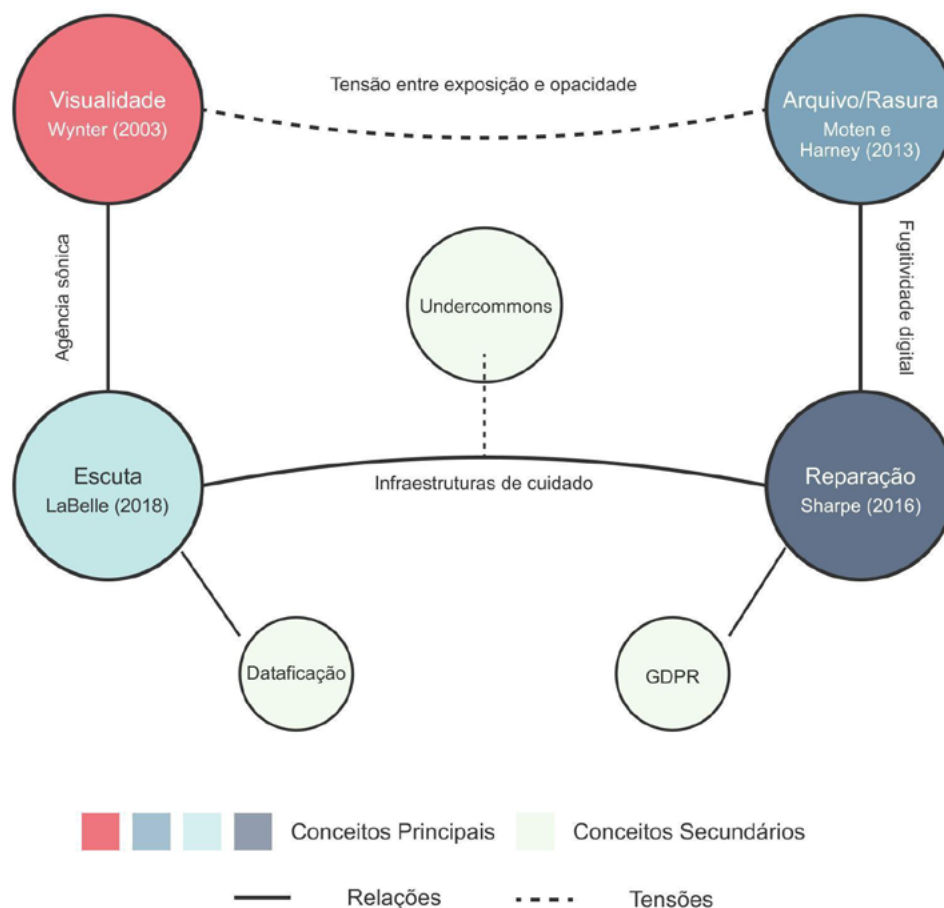 Visualidade
Wynter (2003)
Tensão entre exposição e opacidade
Arquivo/Rasura
Moten e
Harney (2013)
Agência sônica
Undercommons
Fugitividade digital
Escuta
LaBelle (2018)
Infraestruturas de cuidado
Reparação
Sharpe (2016)
Dataficação
GDPR
Conceitos Principais
Conceitos Secundários
Relações
Tensões